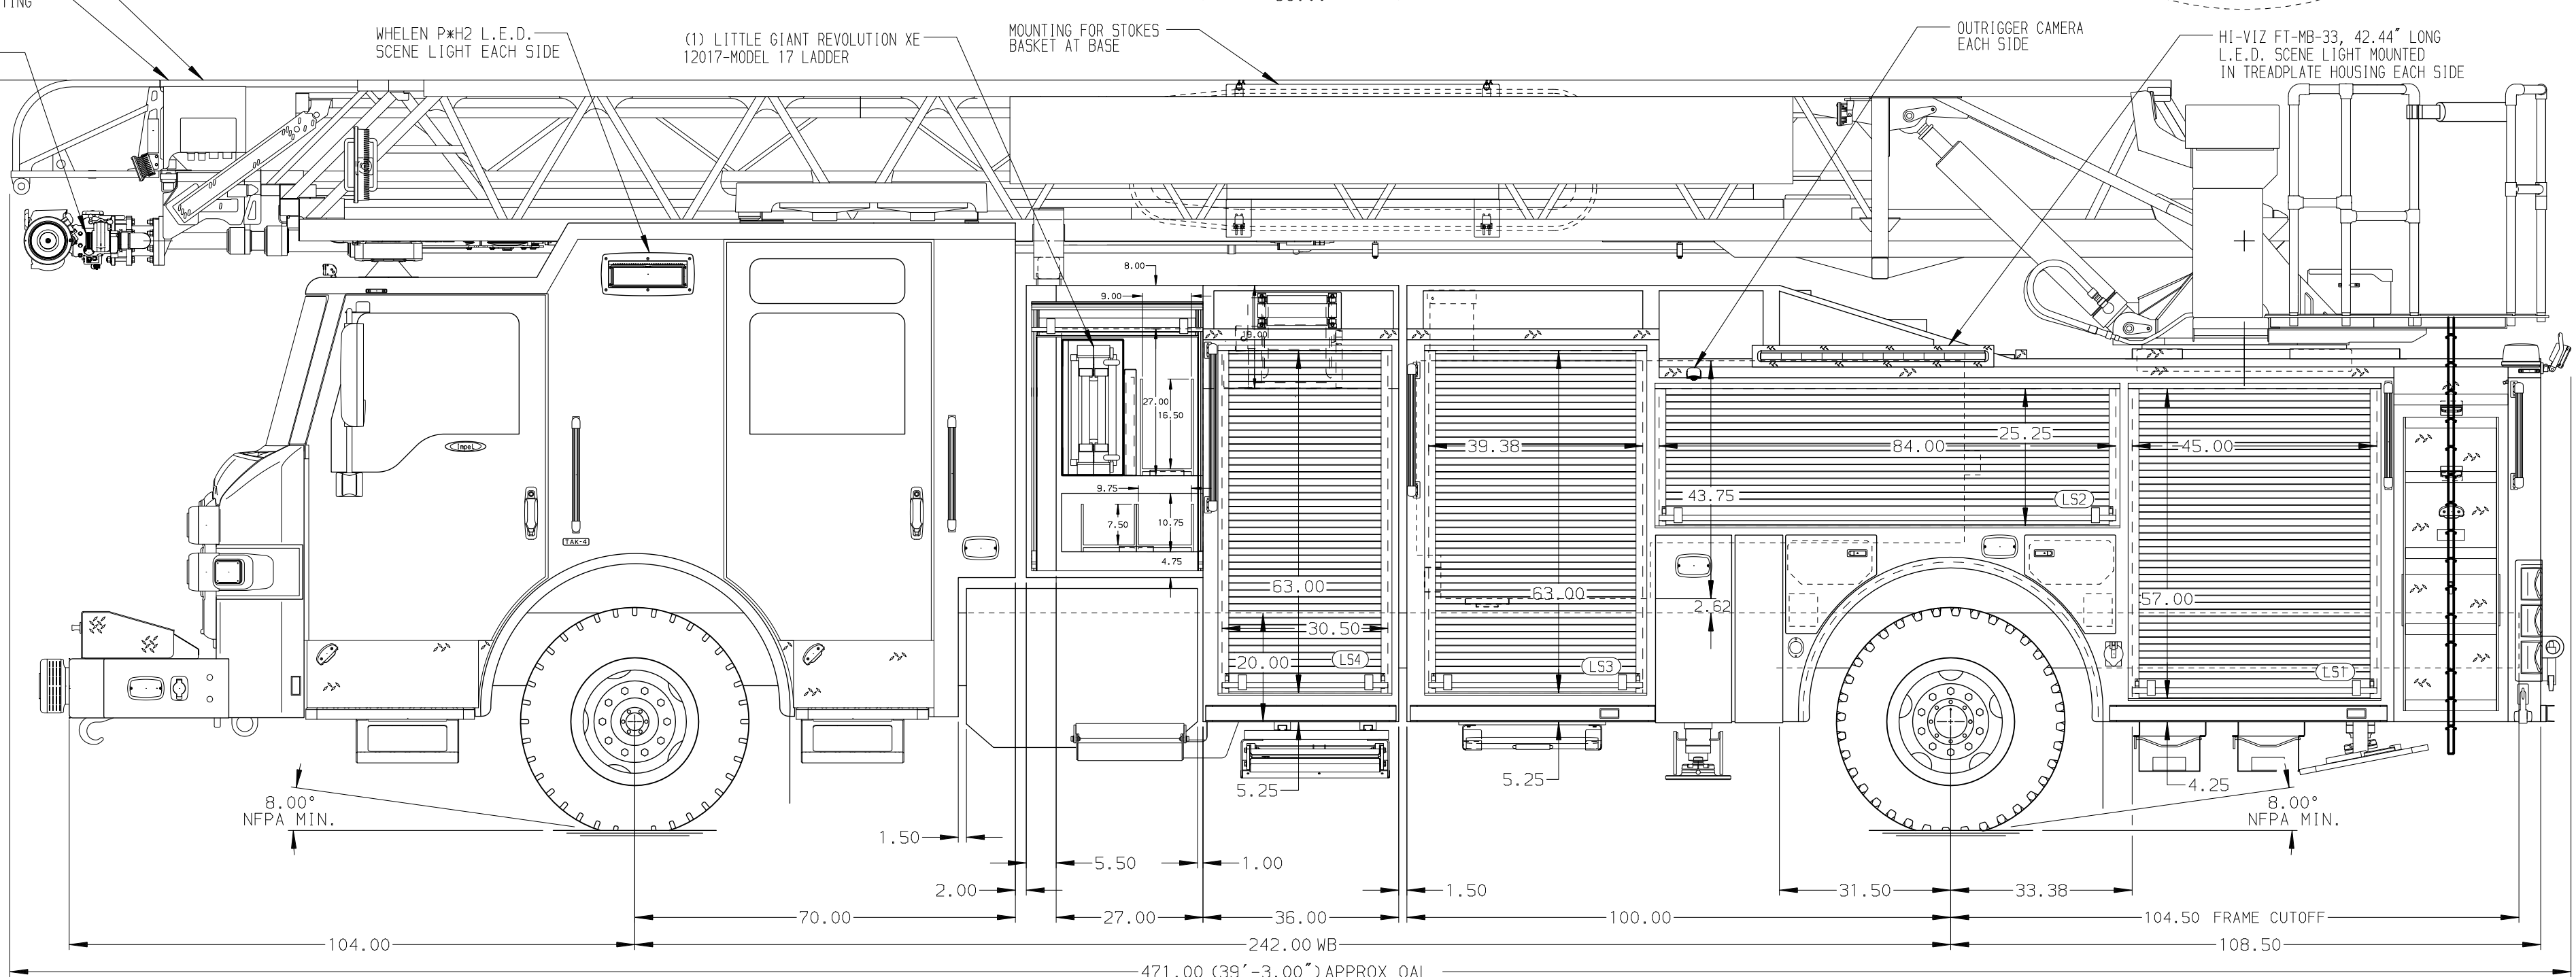 TING
WHELEN P*H2 L.E.D.
SCENE LIGHT EACH SIDE
(1) LITTLE GIANT REVOLUTION XE
12017-MODEL 17 LADDER
MOUNTING FOR STOKES
BASKET AT BASE
OUTRIGGER CAMERA
EACH SIDE
HI-VIZ FT-MB-33, 42.44" LONG
L.E.D. SCENE LIGHT MOUNTED
IN TREADPLATE HOUSING EACH SIDE
8.00
9.00
19.00
27.00
16.50
9.75
7.50
10.75
4.75
Impel
TAK-4
39.38
84.00
25.25
45.00
43.75
LS2
63.00
63.00
2.62
57.00
30.50
20.00
LS4
LS3
LS1
5.25
5.25
4.25
8.00°
NFPA MIN.
8.00°
NFPA MIN.
1.50
5.50
1.00
2.00
1.50
31.50
33.38
70.00
27.00
36.00
100.00
104.50 FRAME CUTOFF
104.00
242.00 WB
108.50
471.00 (39'-3.00") APPROX OAL